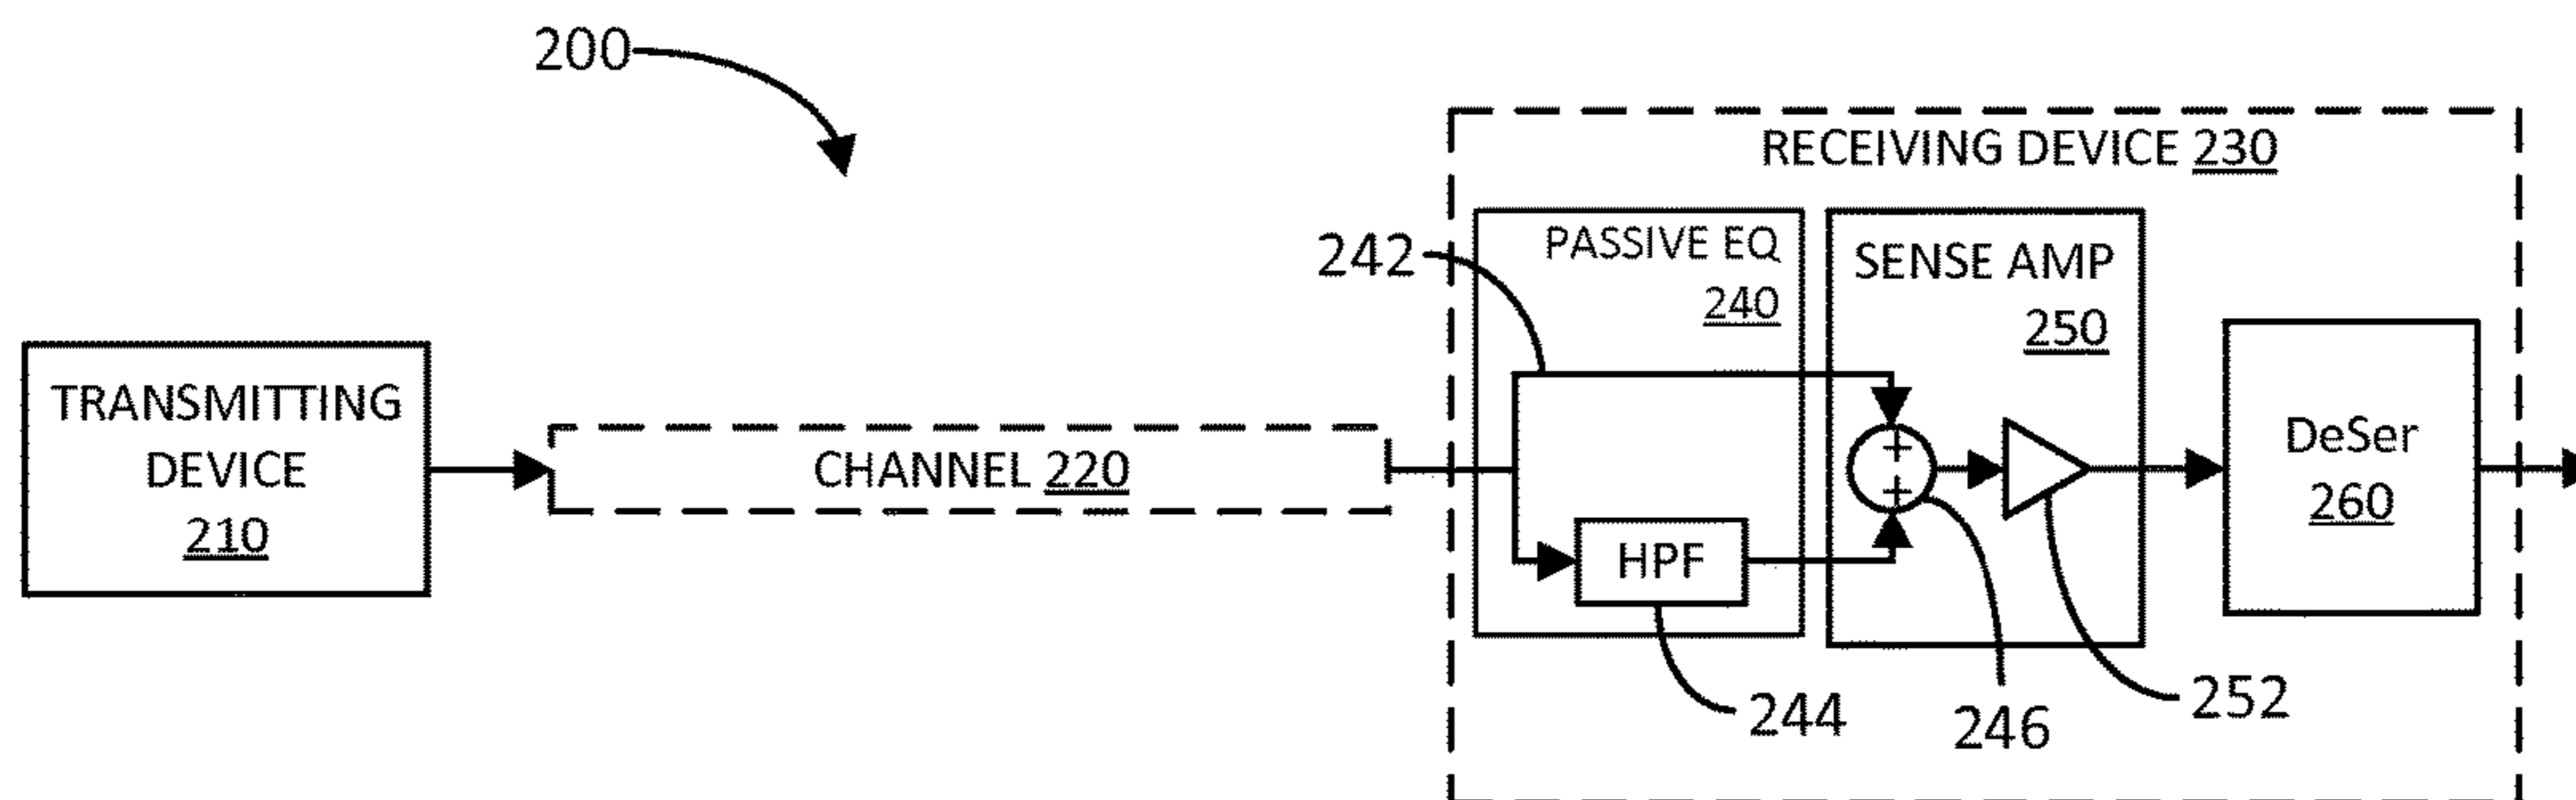 200
RECEIVING DEVICE 230
242
PASSIVE EQ
240
SENSE AMP
250
TRANSMITTING
DEVICE
210
CHANNEL 220
+
+
HPF
DeSer
260
244
246
252